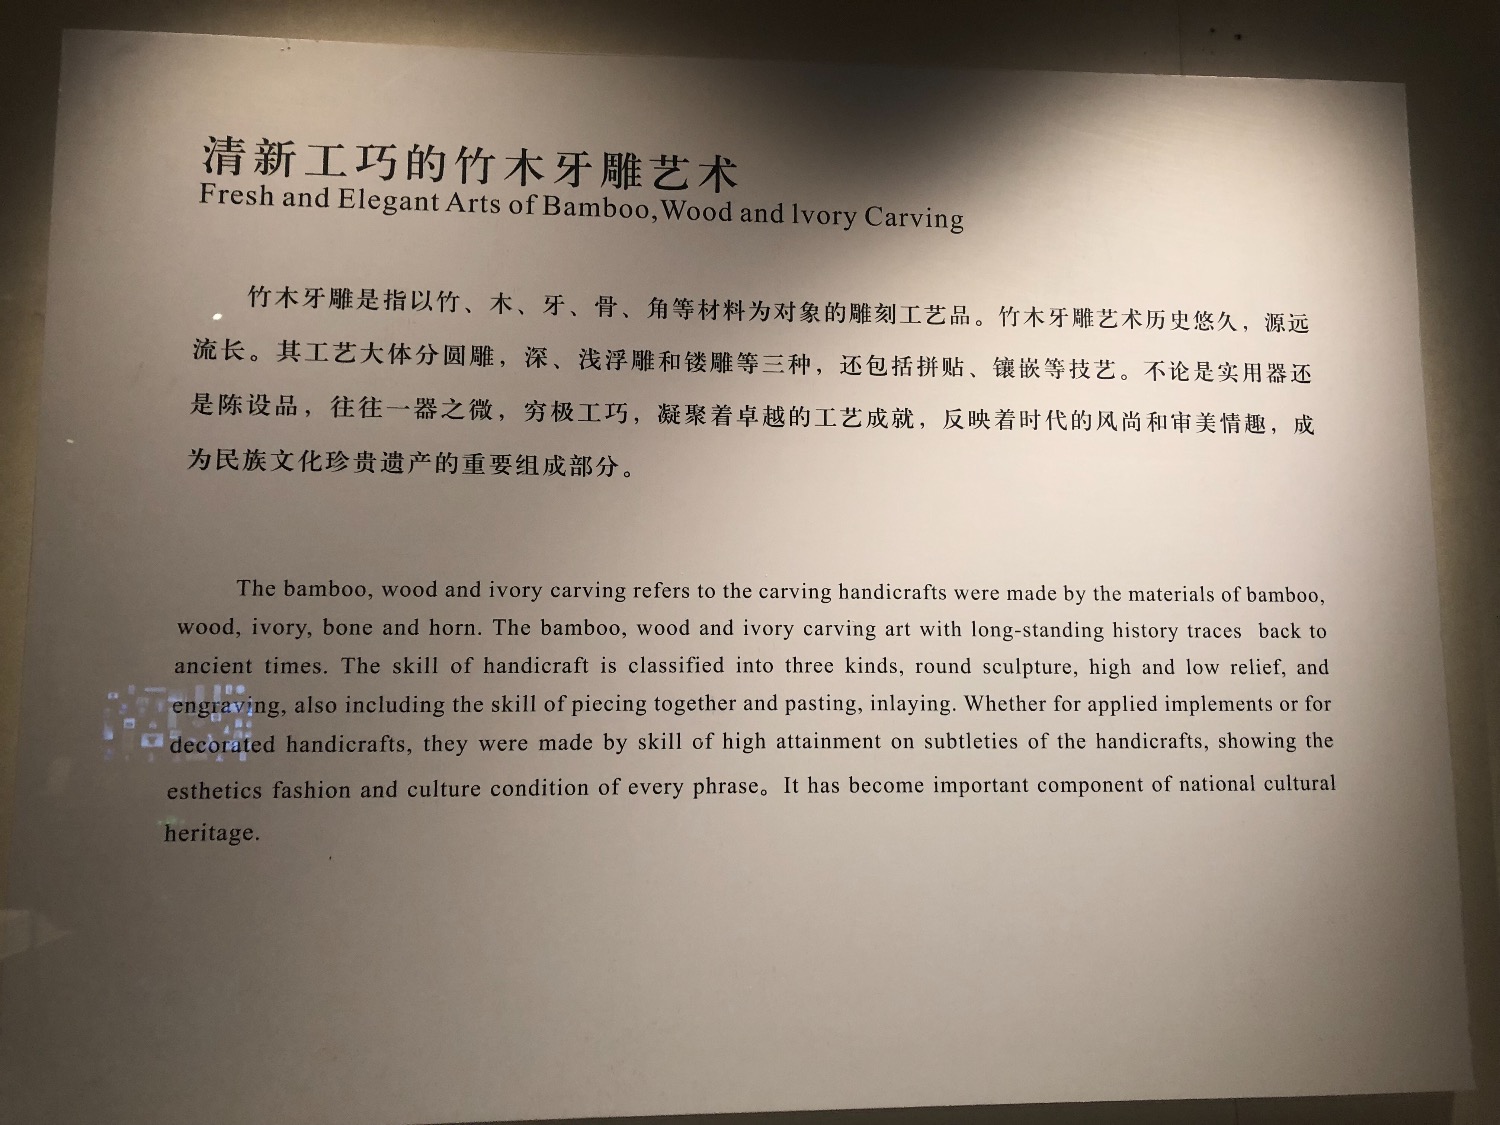 清新工巧的竹木牙雕艺术
Fresh and Elegant Arts of Bamboo,Wood and lvory Carving
竹木牙雕是指以竹、木、牙、骨、角等材料为对象的雕刻工艺品。竹木牙雕艺术历史悠久，源远
流长。其工艺大体分圆雕，深、浅浮雕和镂雕等三种，还包括拼贴、镶嵌等技艺。不论是实用器还
是陈设品，往往一器之微，穷极工巧，凝聚着卓越的工艺成就，反映着时代的风尚和审美情趣，成
为民族文化珍贵遗产的重要组成部分。
The bamboo, wood and ivory carving refers to the carving handicrafts were made by the materials of bamboo,
wood, ivory, bone and horn. The bamboo, wood and ivory carving art with long-standing history traces back to
ancient times. The skill of handicraft is classified into three kinds, round sculpture, high and low relief, and
engraving, also including the skill of piecing together and pasting, inlaying. Whether for applied implements or for
decorated handicrafts, they were made by skill of high attainment on subtleties of the handicrafts, showing the
esthetics fashion and culture condition of every phrase。It has become important component of national cultural
heritage.